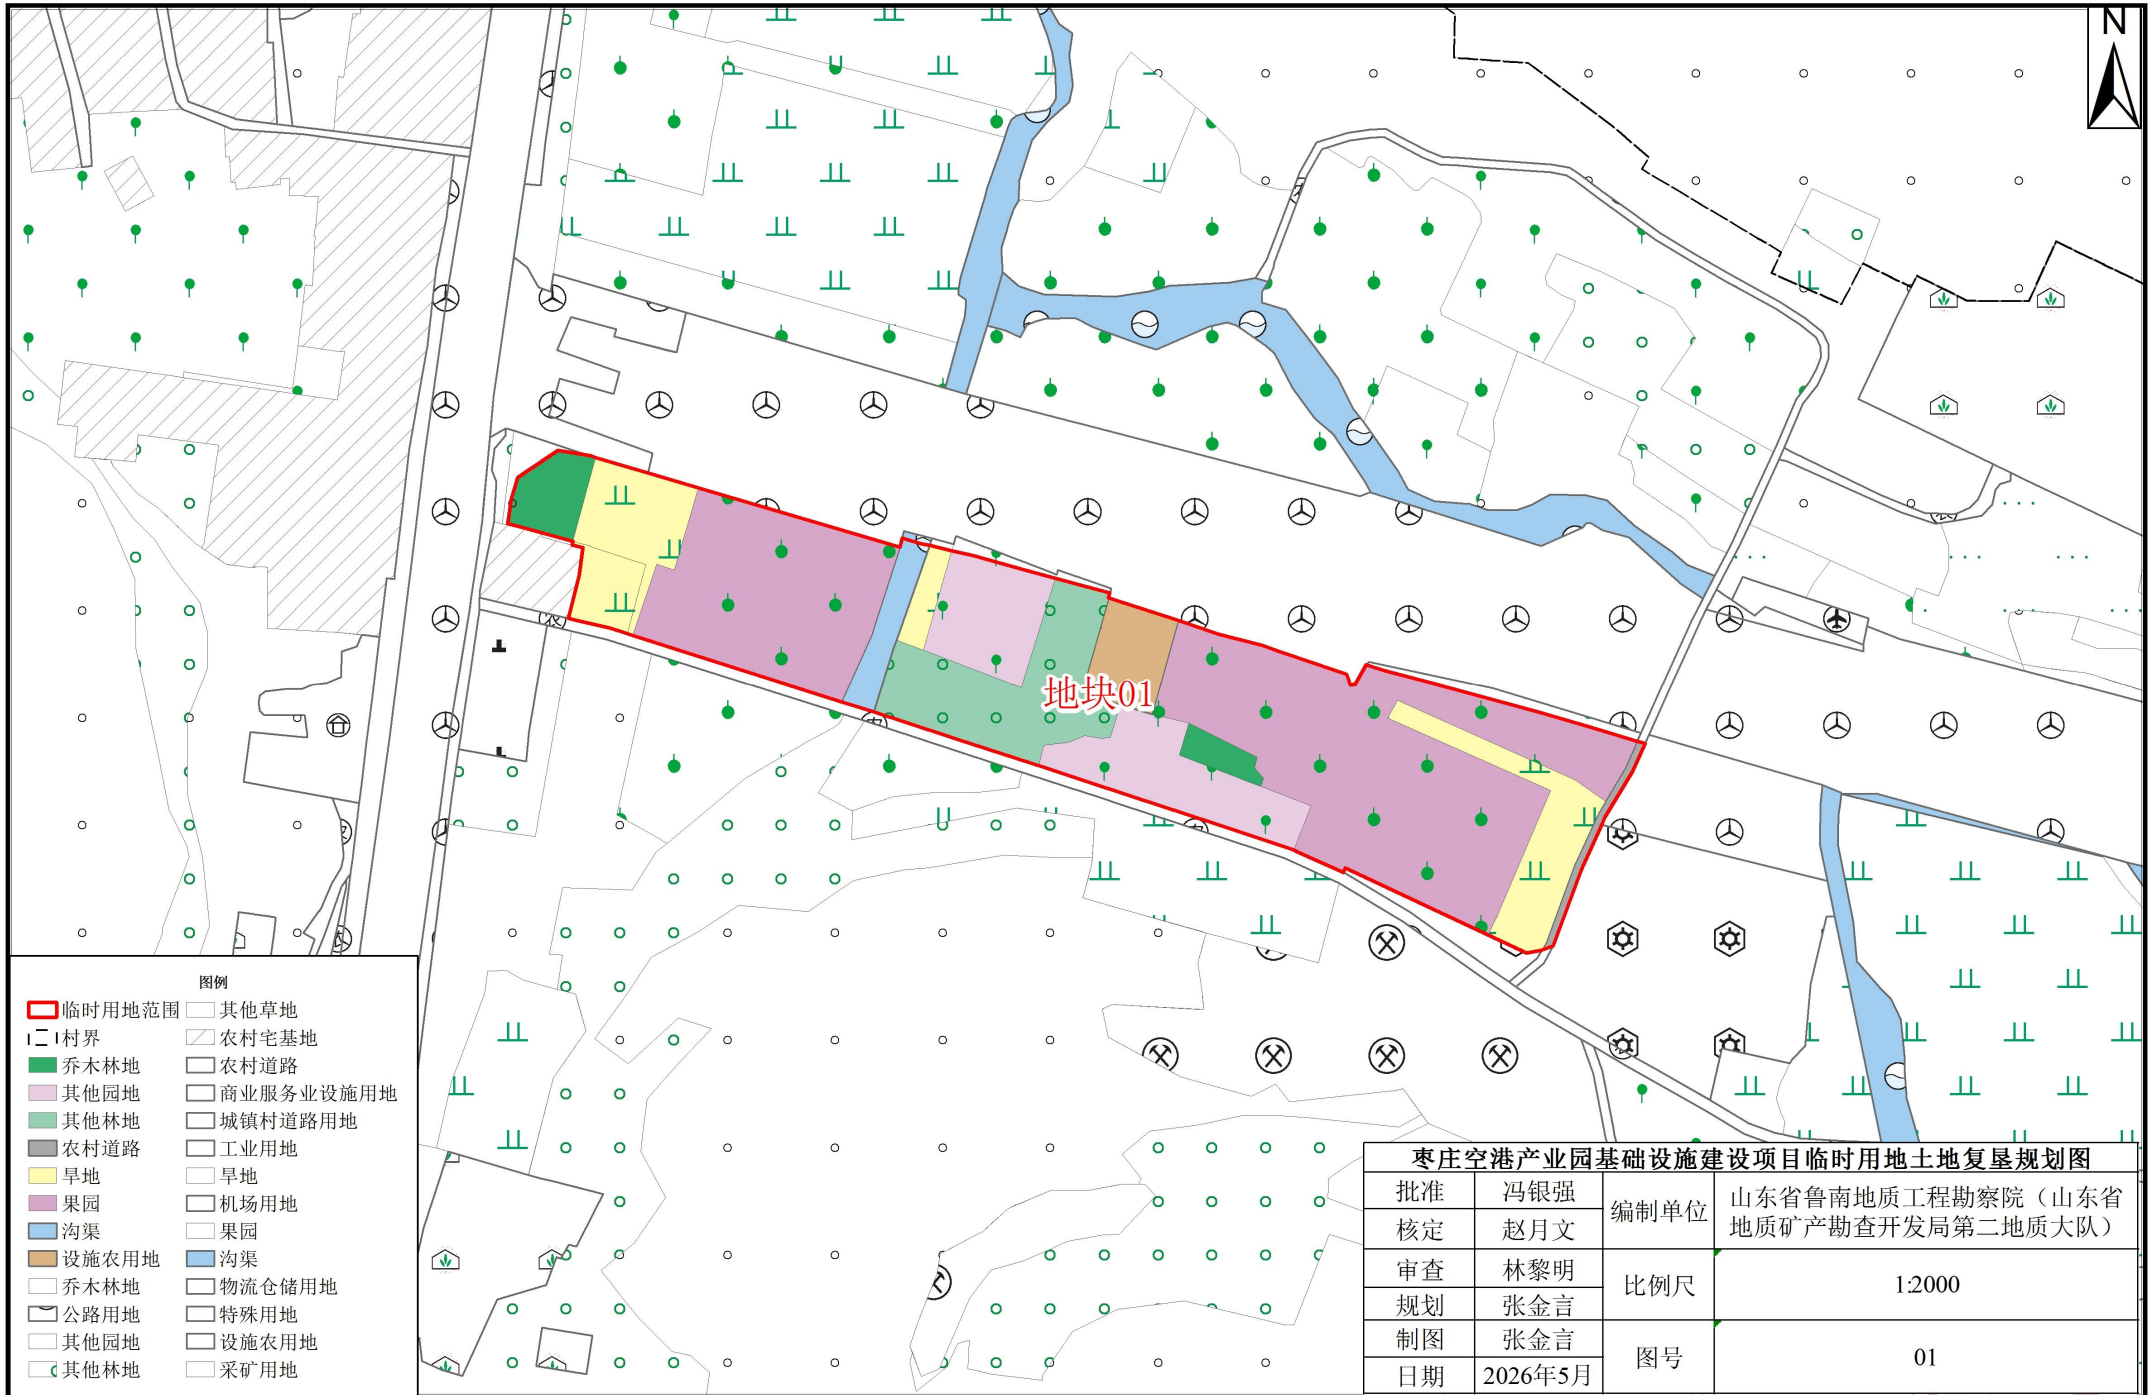 N
地块01
图例
临时用地范围
其他草地
村界
农村宅基地
乔木林地
农村道路
其他园地
商业服务业设施用地
其他林地
城镇村道路用地
农村道路
工业用地
旱地
旱地
果园
机场用地
沟渠
果园
设施农用地
沟渠
乔木林地
物流仓储用地
公路用地
特殊用地
其他园地
设施农用地
其他林地
采矿用地
枣庄空港产业园基础设施建设项目临时用地土地复垦规划图
批准 冯银强
核定 赵月文
编制单位
山东省鲁南地质工程勘察院（山东省
地质矿产勘查开发局第二地质大队）
审查 林黎明
规划 张金言
比例尺 1:2000
制图 张金言
日期 2026年5月
图号 01